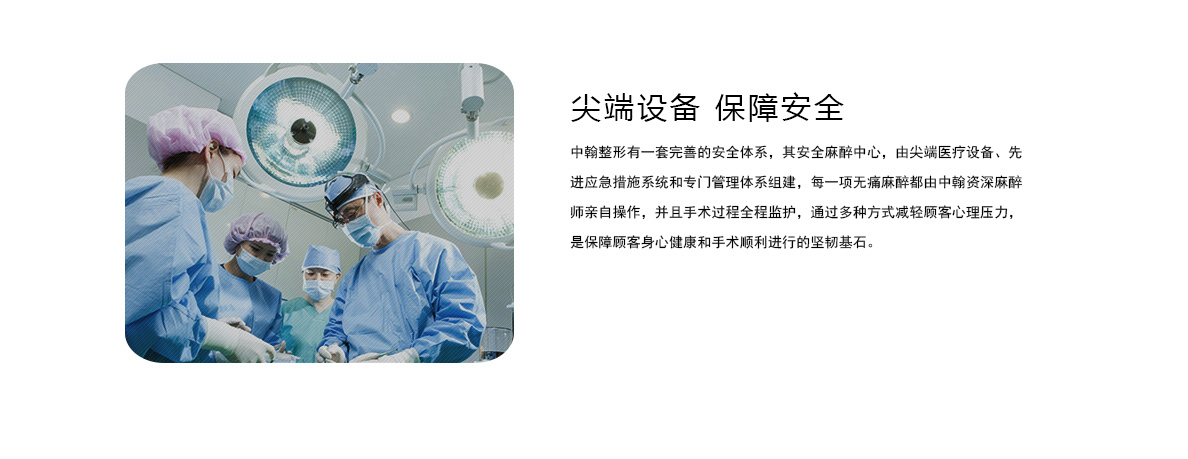 尖端设备 保障安全
中翰整形有一套完善的安全体系，其安全麻醉中心，由尖端医疗设备、先
进应急措施系统和专门管理体系组建，每一项无痛麻醉都由中翰资深麻醉
师亲自操作，并且手术过程全程监护，通过多种方式减轻顾客心理压力，
是保障顾客身心健康和手术顺利进行的坚韧基石。